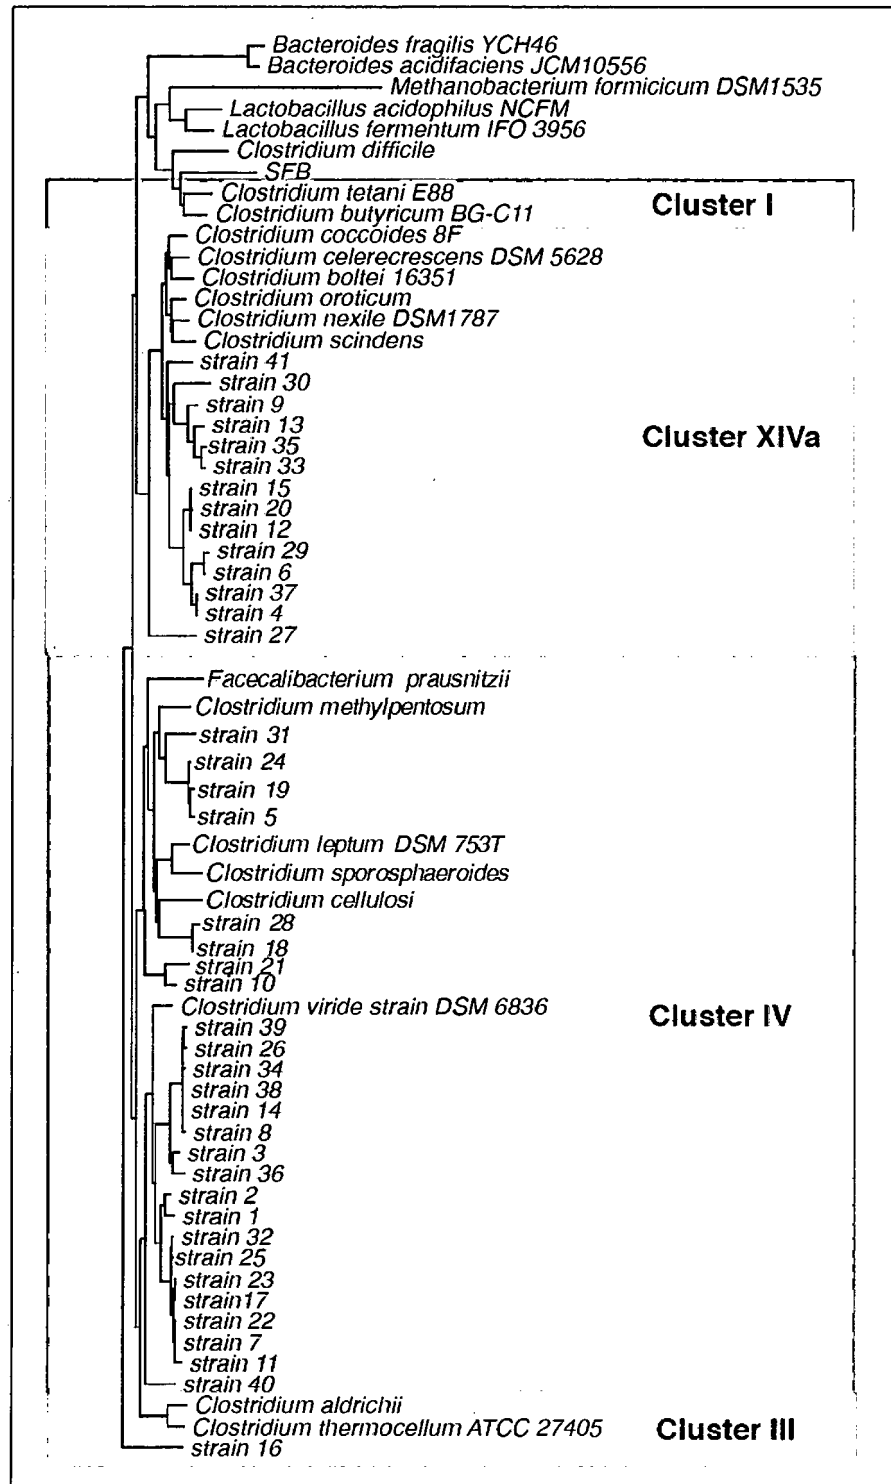 Bacteroides fragilis YCH46
Bacteroides acidifaciens JCM10556
Methanobacterium formicicum DSM1535
Lactobacillus acidophilus NCFM
Lactobacillus fermentum IFO 3956
Clostridium difficile
SFB
Clostridium tetani E88
Cluster I
Clostridium butyricum BG-C11
Clostridium coccoides 8F
Clostridium celerecrescens DSM 5628
Clostridium boltei 16351
Clostridium oroticum
Clostridium nexile DSM1787
Clostridium scindens
strain 41
strain 30
strain 9
strain 13
Cluster XIVa
strain 35
strain 33
strain 15
strain 20
strain 12
strain 29
strain 6
strain 37
strain 4
strain 27
Facecalibacterium prausnitzii
Clostridium methylpentosum
strain 31
strain 24
strain 19
strain 5
Clostridium leptum DSM 753T
Clostridium sporosphaeroides
Clostridium cellulosi
strain 28
strain 18
strain 21
strain 10
Clostridium viride strain DSM 6836
Cluster IV
strain 39
strain 26
strain 34
strain 38
strain 14
strain 8
strain 3
strain 36
strain 2
strain 1
strain 32
strain 25
strain 23
strain17
strain 22
strain 7
strain 11
strain 40
Clostridium aldrichii
Clostridium thermocellum ATCC 27405
Cluster III
strain 16